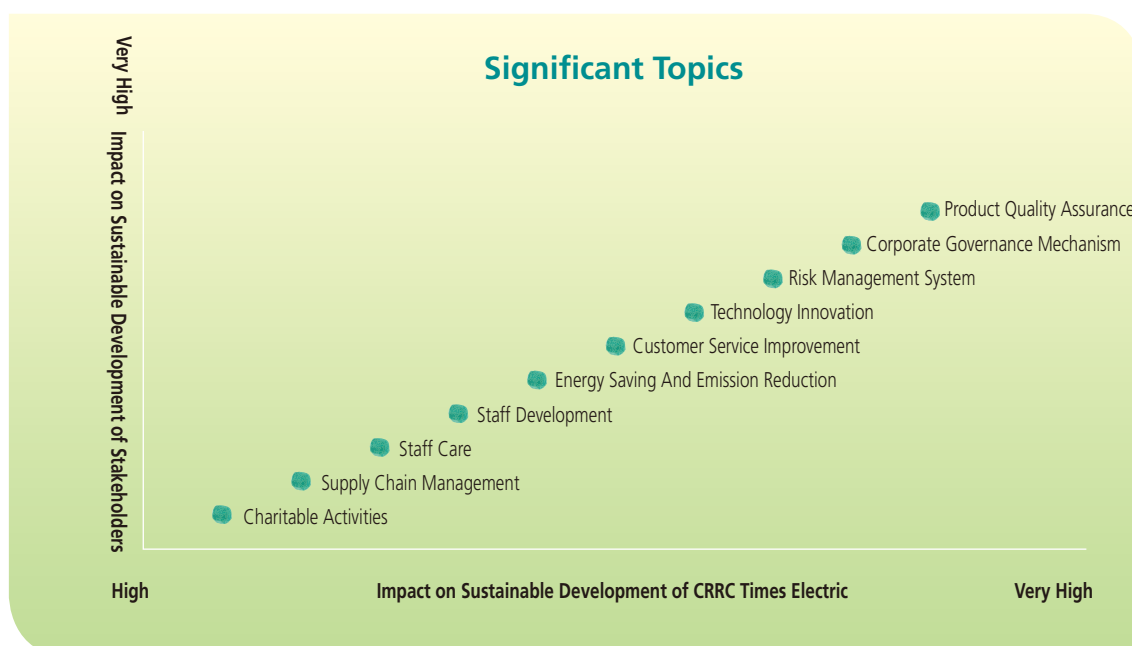 Significant Topics
Very High
Impact on Sustainable Development of Stakeholders
Product Quality Assurance
Corporate Governance Mechanism
Risk Management System
Technology Innovation
Customer Service Improvement
Energy Saving And Emission Reduction
Staff Development
Staff Care
Supply Chain Management
Charitable Activities
High
Impact on Sustainable Development of CRRC Times Electric
Very High